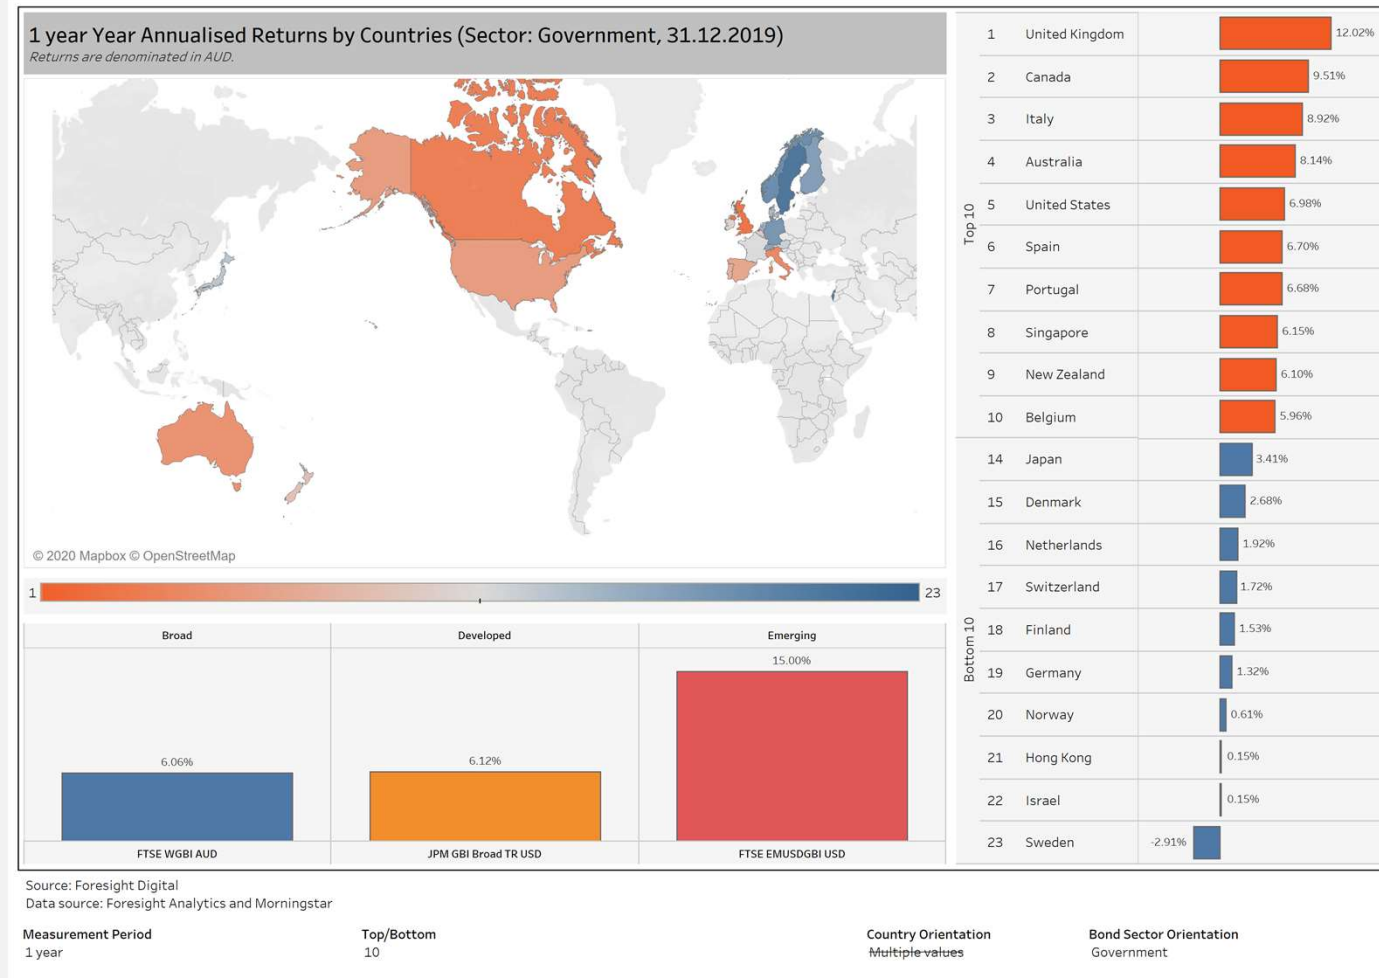 1 year Year Annualised Returns by Countries (Sector: Government, 31.12.2019)
Returns are denominated in AUD.
© 2020 Mapbox © OpenStreetMap
1
23
Broad
Developed
Emerging
6.06%
6.12%
15.00%
FTSE WGBI AUD
JPM GBI Broad TR USD
FTSE EMUSDGBI USD
Top 10
1 United Kingdom 12.02%
2 Canada 9.51%
3 Italy 8.92%
4 Australia 8.14%
5 United States 6.98%
6 Spain 6.70%
7 Portugal 6.68%
8 Singapore 6.15%
9 New Zealand 6.10%
10 Belgium 5.96%
Bottom 10
14 Japan 3.41%
15 Denmark 2.68%
16 Netherlands 1.92%
17 Switzerland 1.72%
18 Finland 1.53%
19 Germany 1.32%
20 Norway 0.61%
21 Hong Kong 0.15%
22 Israel 0.15%
23 Sweden -2.91%
Source: Foresight Digital
Data source: Foresight Analytics and Morningstar
Measurement Period
1 year
Top/Bottom
10
Country Orientation
Multiple values
Bond Sector Orientation
Government